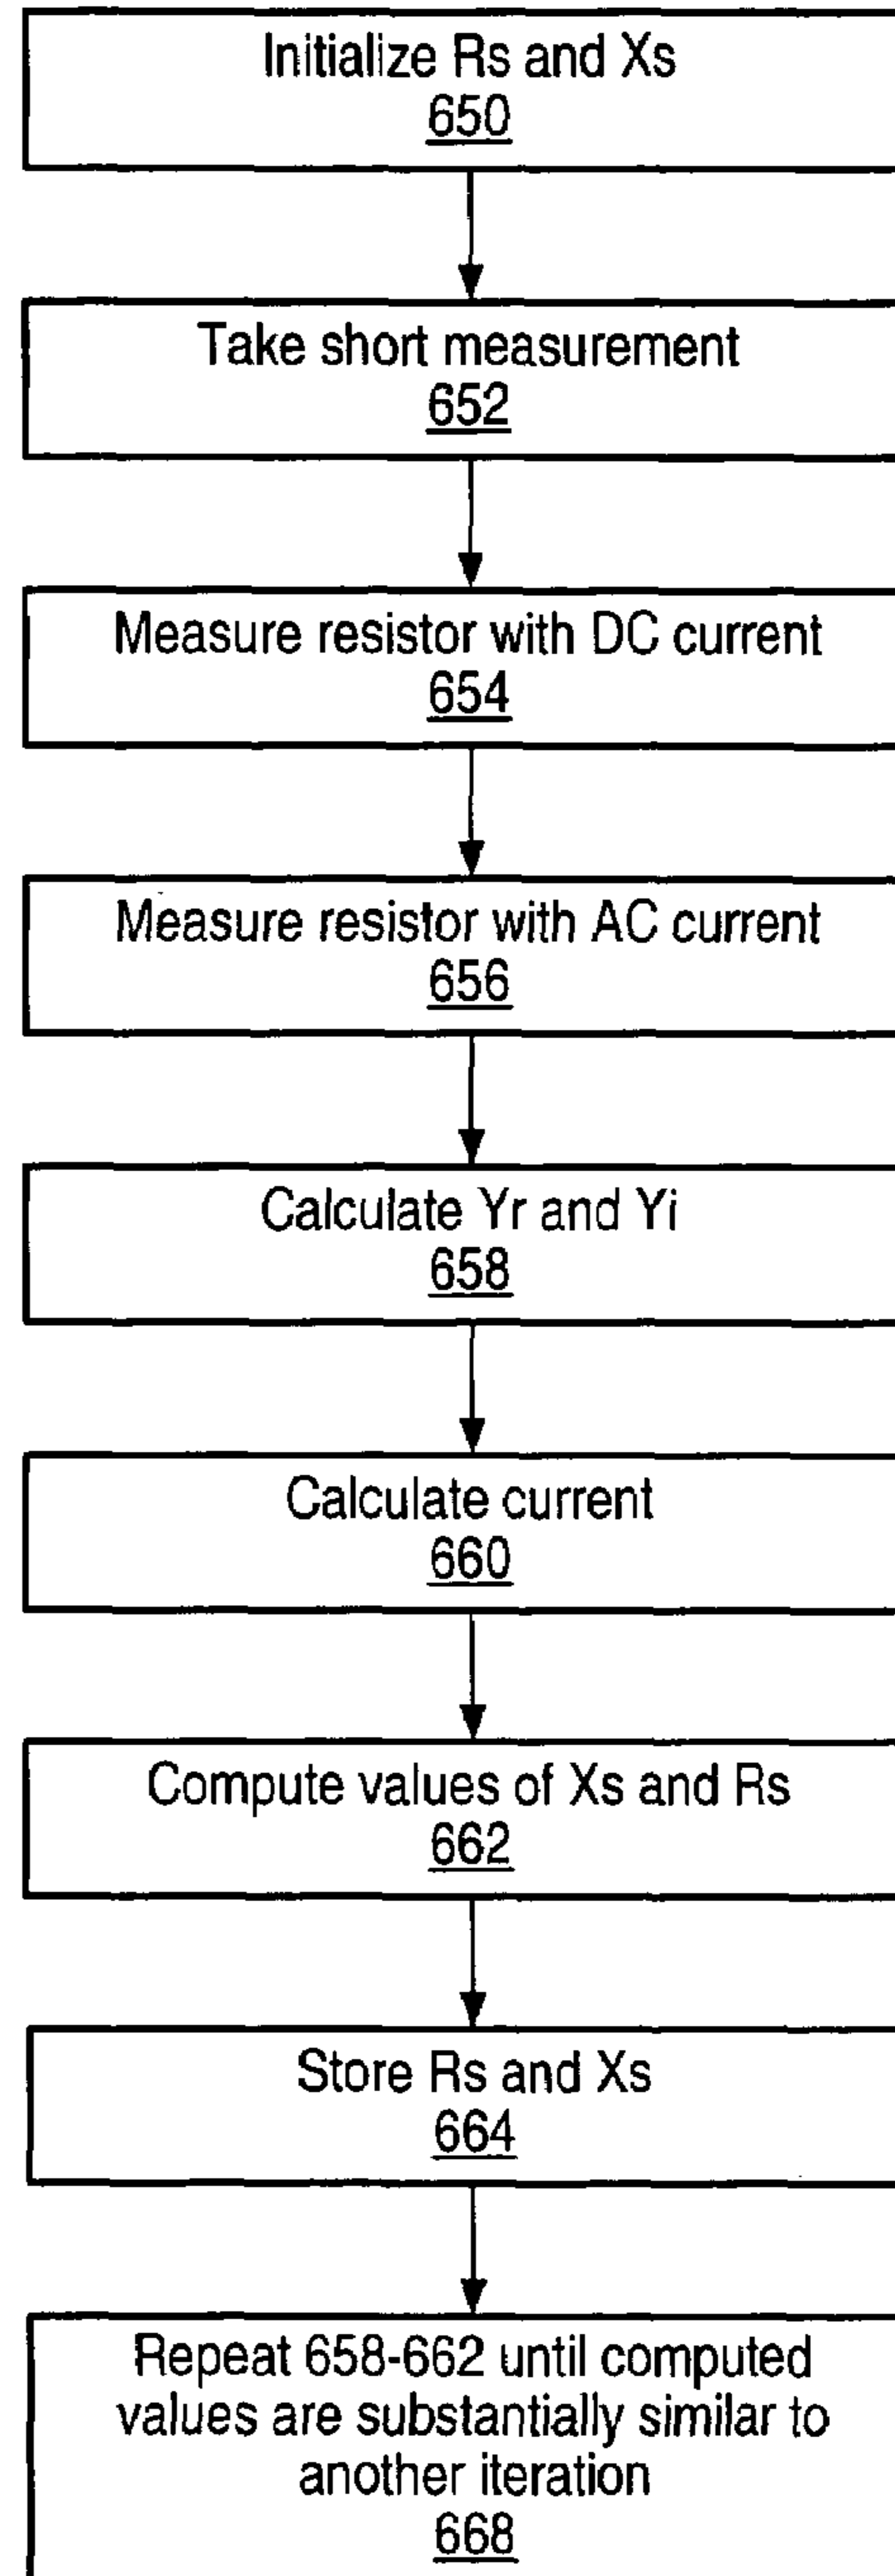 Initialize Rs and Xs
650
Take short measurement
652
Measure resistor with DC current
654
Measure resistor with AC current
656
Calculate Yr and Yi
658
Calculate current
660
Compute values of Xs and Rs
662
Store Rs and Xs
664
Repeat 658-662 until computed
values are substantially similar to
another iteration
668